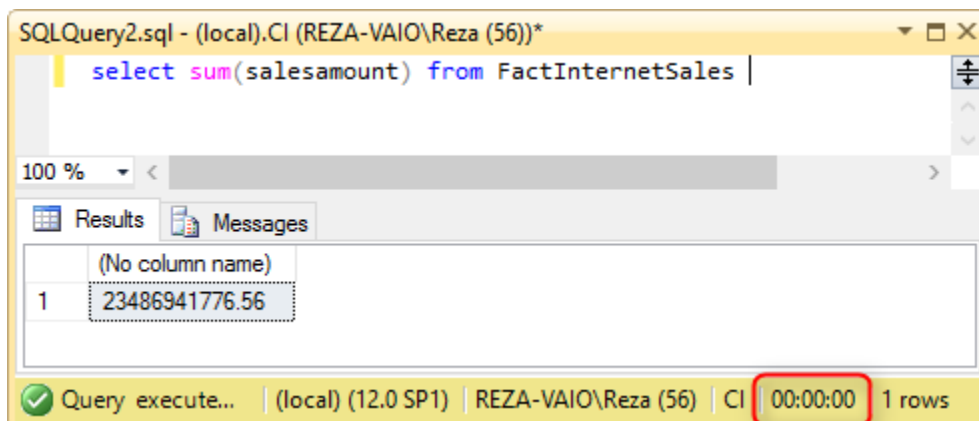 SQLQuery2.sql - (local).CI (REZA-VAIO\Reza (56))*
select sum(salesamount) from FactInternetSales
100 %
Results Messages
(No column name)
1 23486941776.56
Query execute... (local) (12.0 SP1) REZA-VAIO\Reza (56) CI 00:00:00 1 rows